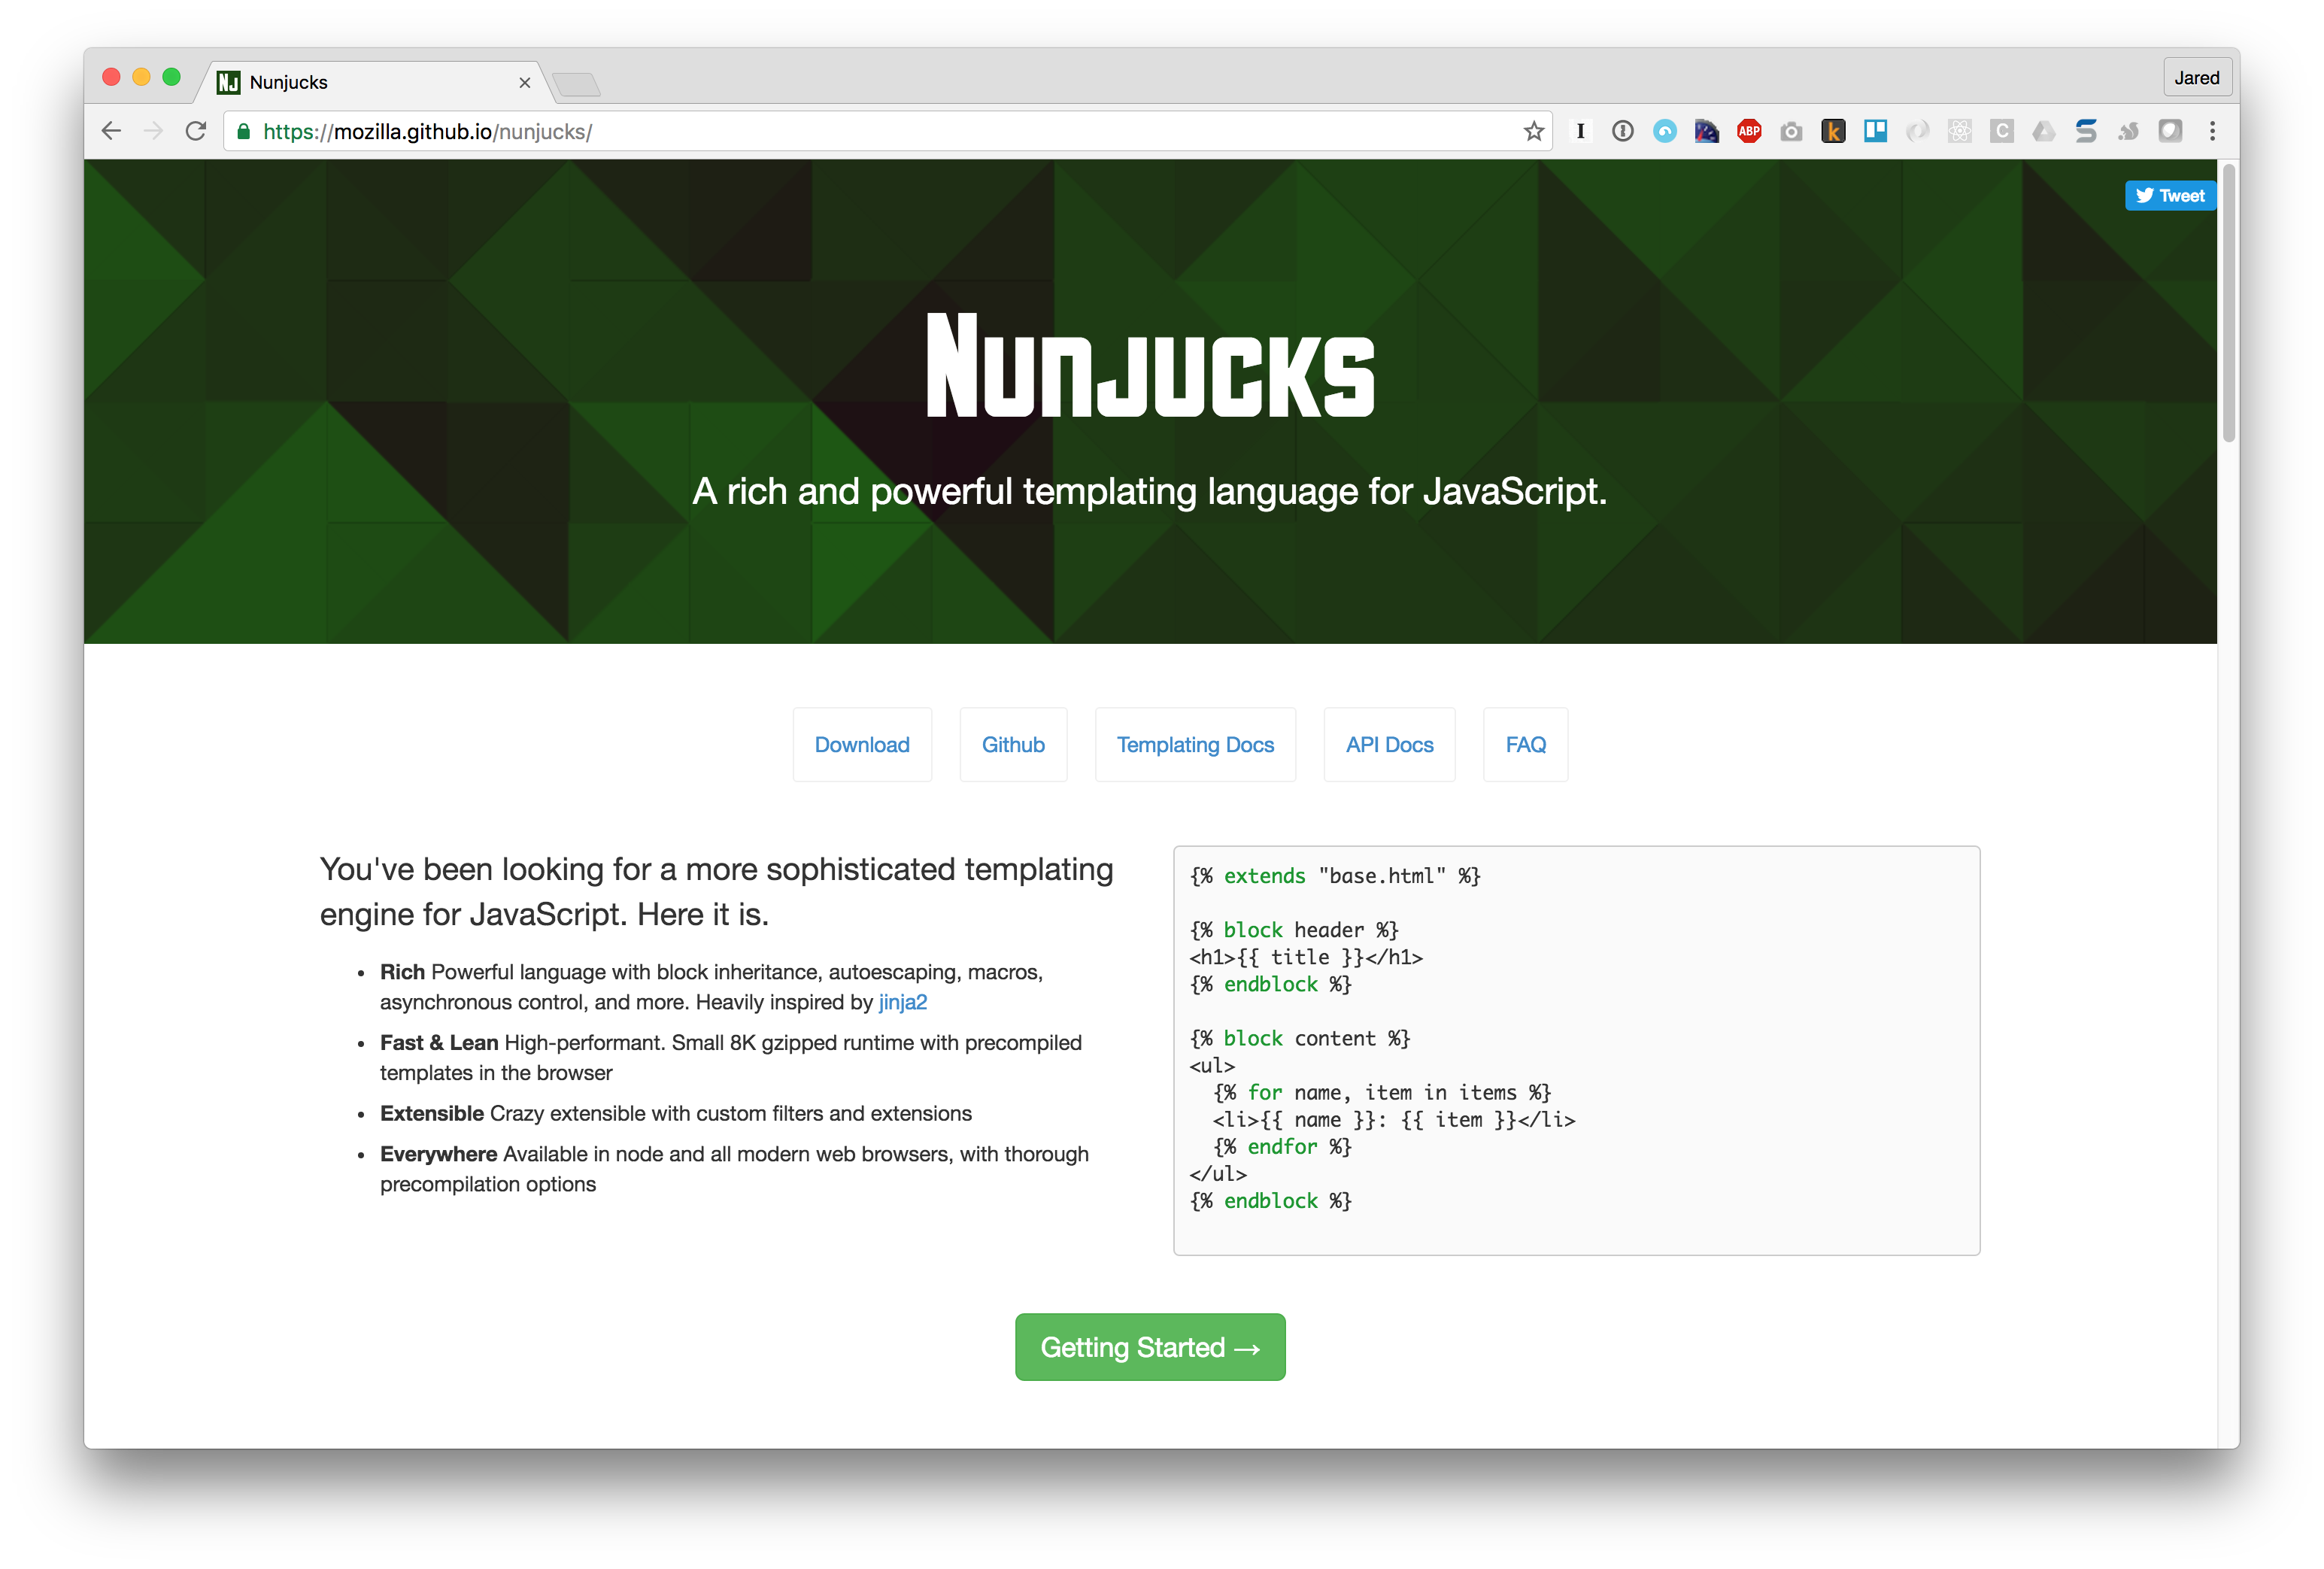 NJ Nunjucks
Jared
https://mozilla.github.io/nunjucks/
ABP
k
C
Tweet
Nunjucks
A rich and powerful templating language for JavaScript.
Download Github Templating Docs API Docs FAQ
You've been looking for a more sophisticated templating
engine for JavaScript. Here it is.
• Rich Powerful language with block inheritance, autoescaping, macros,
asynchronous control, and more. Heavily inspired by jinja2
• Fast & Lean High-performant. Small 8K gzipped runtime with precompiled
templates in the browser
• Extensible Crazy extensible with custom filters and extensions
• Everywhere Available in node and all modern web browsers, with thorough
precompilation options
{% extends "base.html" %}
{% block header %}
<h1>{{ title }}</h1>
{% endblock %}
{% block content %}
<ul>
  {% for name, item in items %}
  <li>{{ name }}: {{ item }}</li>
  {% endfor %}
</ul>
{% endblock %}
Getting Started →